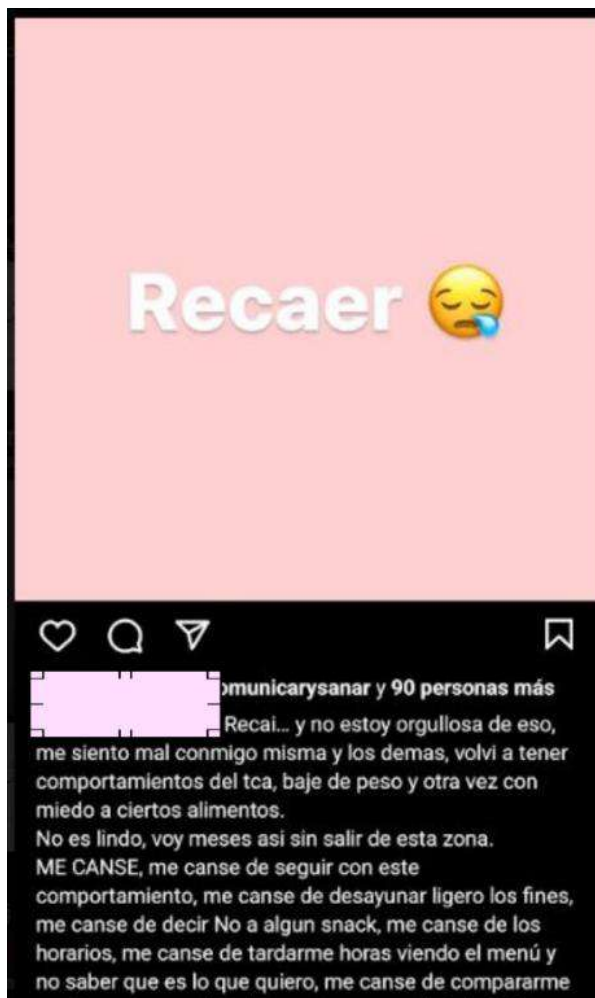 Recaer 😪
omunicarysanar y 90 personas más
Recai... y no estoy orgullosa de eso,
me siento mal conmigo misma y los demas, volvi a tener
comportamientos del tca, baje de peso y otra vez con
miedo a ciertos alimentos.
No es lindo, voy meses asi sin salir de esta zona.
ME CANSE, me canse de seguir con este
comportamiento, me canse de desayunar ligero los fines,
me canse de decir No a algun snack, me canse de los
horarios, me canse de tardarme horas viendo el menú y
no saber que es lo que quiero, me canse de compararme